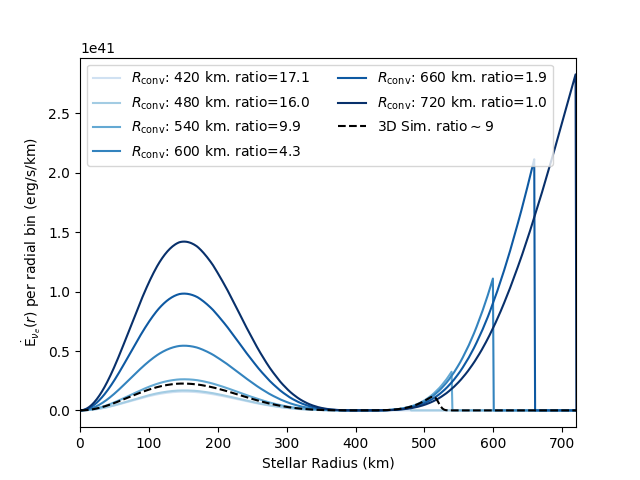 1e41
R_conv: 420 km. ratio=17.1
R_conv: 480 km. ratio=16.0
R_conv: 540 km. ratio=9.9
R_conv: 600 km. ratio=4.3
R_conv: 660 km. ratio=1.9
R_conv: 720 km. ratio=1.0
3D Sim. ratio ~ 9
2.5
2.0
1.5
1.0
0.5
0.0
Ė_νe(r) per radial bin (erg/s/km)
0 100 200 300 400 500 600 700
Stellar Radius (km)